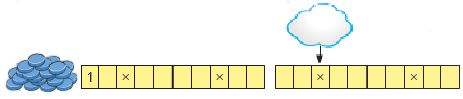 1 × × × ×